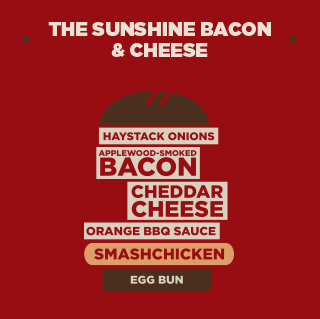 THE SUNSHINE BACON
& CHEESE
HAYSTACK ONIONS
APPLEWOOD-SMOKED
BACON
CHEDDAR
CHEESE
ORANGE BBQ SAUCE
SMASHCHICKEN
EGG BUN